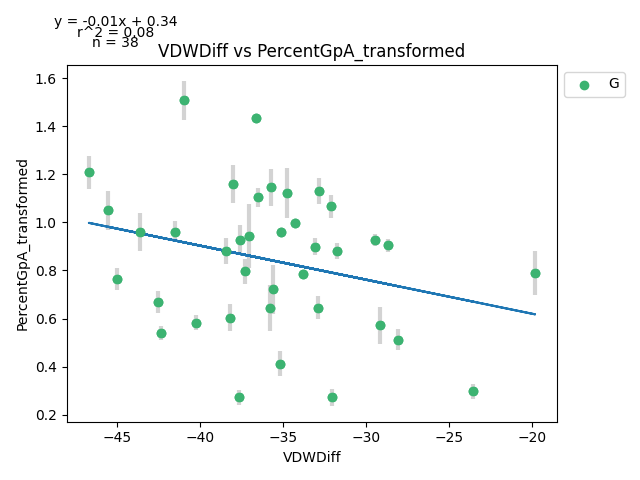 y = -0.01x + 0.34
r^2 = 0.08
n = 38
VDWDiff vs PercentGpA_transformed
G
PercentGpA_transformed
1.6
1.4
1.2
1.0
0.8
0.6
0.4
0.2
−45
−40
−35
−30
−25
−20
VDWDiff